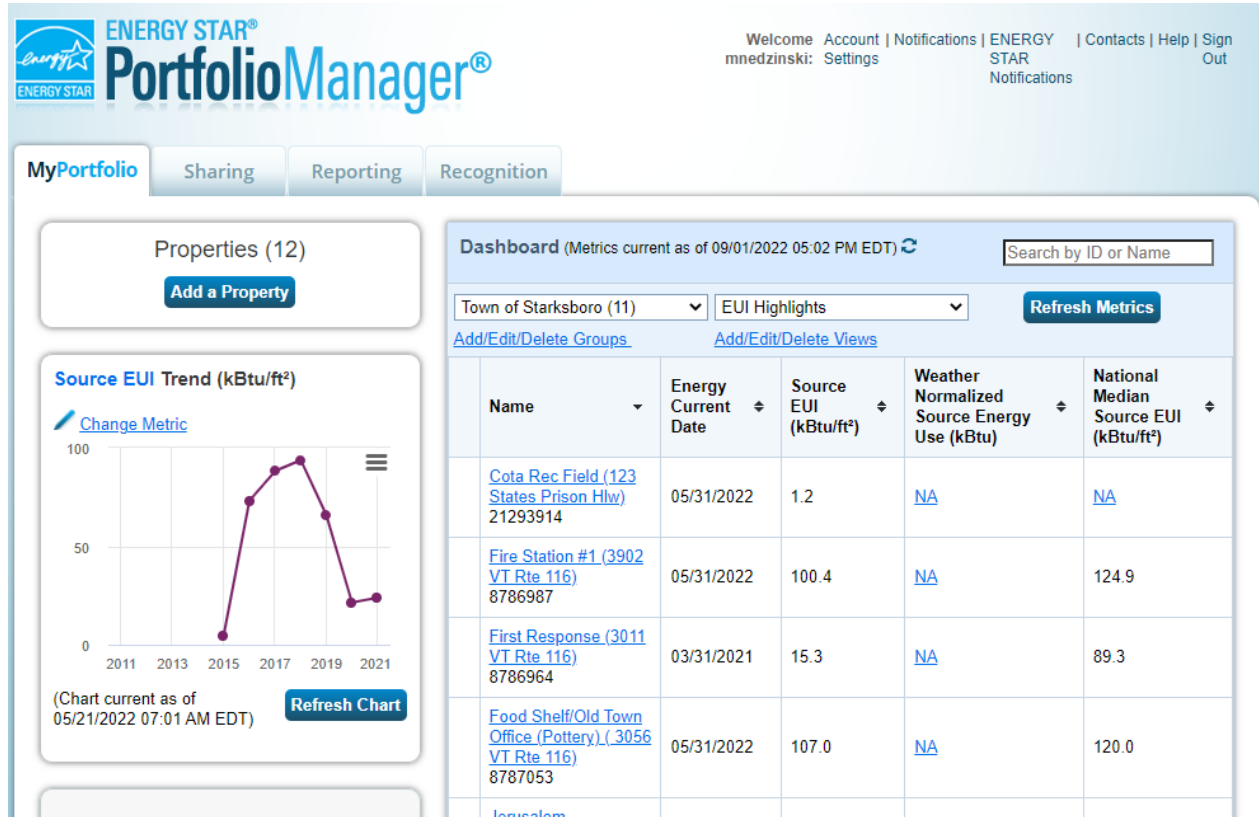 ENERGY STAR®
PortfolioManager®
energy
ENERGY STAR
Welcome mnedzinski:
Account Settings
| Notifications |
ENERGY STAR Notifications
| Contacts | Help |
Sign Out
MyPortfolio
Sharing
Reporting
Recognition
Properties (12)
Add a Property
Source EUI Trend (kBtu/ft²)
Change Metric
100
50
0
2011 2013 2015 2017 2019 2021
(Chart current as of
05/21/2022 07:01 AM EDT)
Refresh Chart
Dashboard (Metrics current as of 09/01/2022 05:02 PM EDT)
Search by ID or Name
Town of Starksboro (11)
EUI Highlights
Refresh Metrics
Add/Edit/Delete Groups
Add/Edit/Delete Views
Name
Energy
Current
Date
Source
EUI
(kBtu/ft²)
Weather
Normalized
Source Energy
Use (kBtu)
National
Median
Source EUI
(kBtu/ft²)
Cota Rec Field (123
States Prison Hlw)
21293914
05/31/2022
1.2
NA
NA
Fire Station #1 (3902
VT Rte 116)
8786987
05/31/2022
100.4
NA
124.9
First Response (3011
VT Rte 116)
8786964
03/31/2021
15.3
NA
89.3
Food Shelf/Old Town
Office (Pottery) ( 3056
VT Rte 116)
8787053
05/31/2022
107.0
NA
120.0
Jerusalem